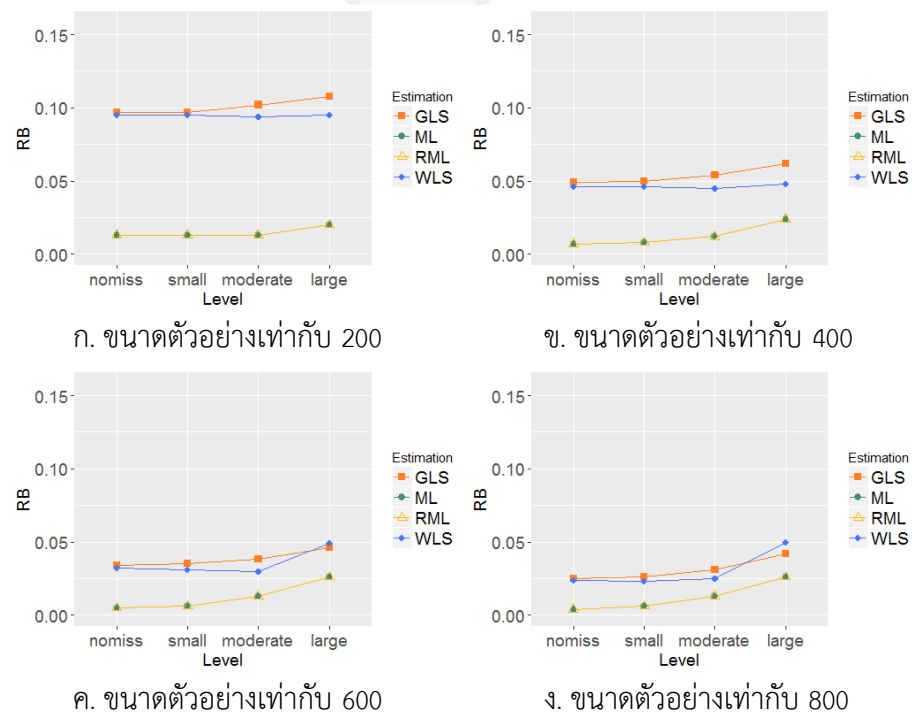 0.15
0.10
0.05
0.00
RB
nomiss small moderate large
Level
Estimation
GLS
ML
RML
WLS
ก. ขนาดตัวอย่างเท่ากับ 200
0.15
0.10
0.05
0.00
RB
nomiss small moderate large
Level
Estimation
GLS
ML
RML
WLS
ข. ขนาดตัวอย่างเท่ากับ 400
0.15
0.10
0.05
0.00
RB
nomiss small moderate large
Level
Estimation
GLS
ML
RML
WLS
ค. ขนาดตัวอย่างเท่ากับ 600
0.15
0.10
0.05
0.00
RB
nomiss small moderate large
Level
Estimation
GLS
ML
RML
WLS
ง. ขนาดตัวอย่างเท่ากับ 800